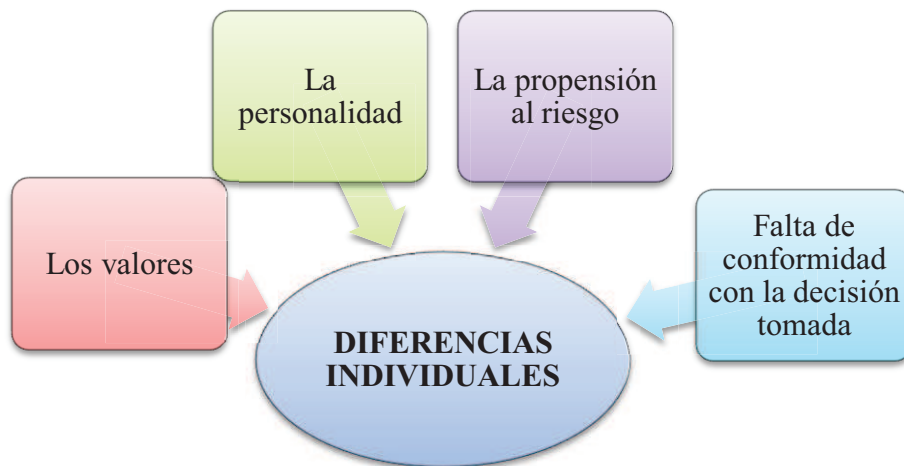 La
personalidad
La propensión
al riesgo
Los valores
Falta de
conformidad
con la decisión
tomada
DIFERENCIAS
INDIVIDUALES